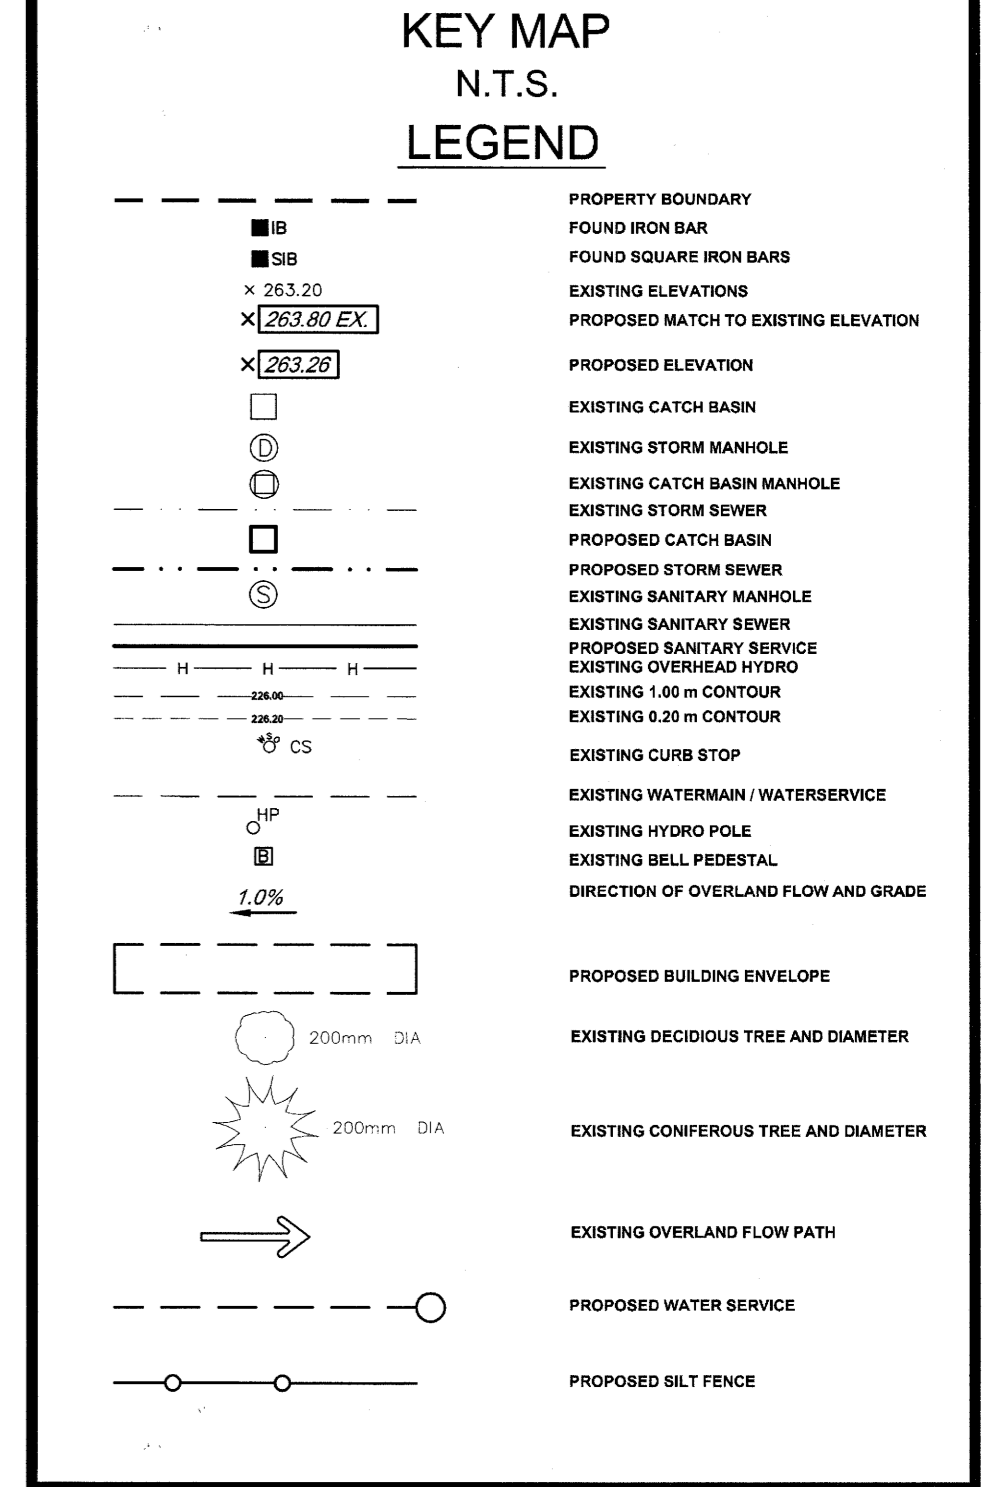 KEY MAP
N.T.S.
LEGEND
PROPERTY BOUNDARY
IB FOUND IRON BAR
SIB FOUND SQUARE IRON BARS
× 263.20 EXISTING ELEVATIONS
× 263.80 EX. PROPOSED MATCH TO EXISTING ELEVATION
× 263.26 PROPOSED ELEVATION
EXISTING CATCH BASIN
D EXISTING STORM MANHOLE
EXISTING CATCH BASIN MANHOLE
EXISTING STORM SEWER
PROPOSED CATCH BASIN
PROPOSED STORM SEWER
S EXISTING SANITARY MANHOLE
EXISTING SANITARY SEWER
PROPOSED SANITARY SERVICE
H H H EXISTING OVERHEAD HYDRO
226.00 EXISTING 1.00 m CONTOUR
226.20 EXISTING 0.20 m CONTOUR
CS EXISTING CURB STOP
EXISTING WATERMAIN / WATERSERVICE
HP EXISTING HYDRO POLE
B EXISTING BELL PEDESTAL
1.0% DIRECTION OF OVERLAND FLOW AND GRADE
PROPOSED BUILDING ENVELOPE
200mm DIA EXISTING DECIDIOUS TREE AND DIAMETER
200mm DIA EXISTING CONIFEROUS TREE AND DIAMETER
EXISTING OVERLAND FLOW PATH
PROPOSED WATER SERVICE
PROPOSED SILT FENCE